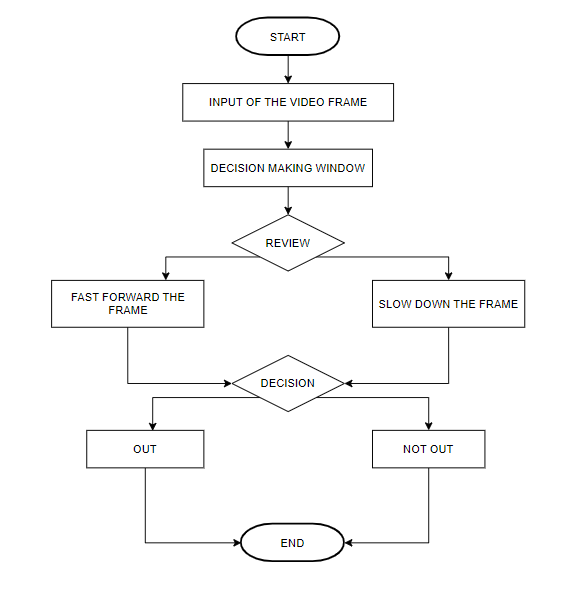 START
INPUT OF THE VIDEO FRAME
DECISION MAKING WINDOW
REVIEW
FAST FORWARD THE
FRAME
SLOW DOWN THE FRAME
DECISION
OUT
NOT OUT
END